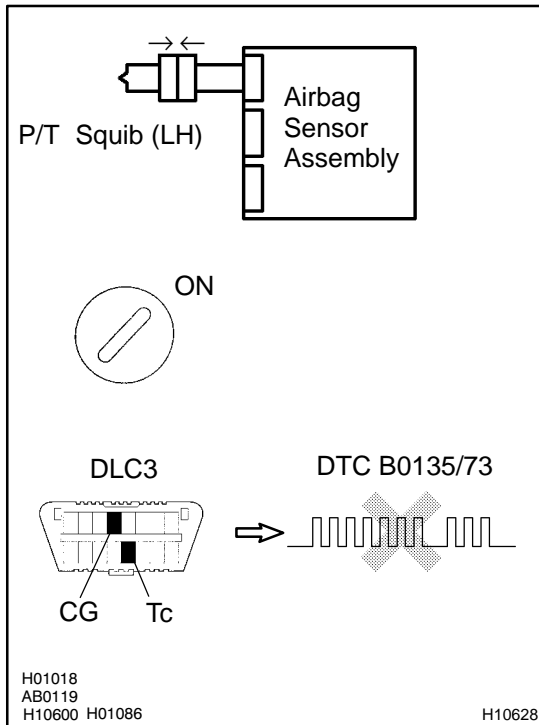 Airbag
Sensor
Assembly
P/T Squib (LH)
ON
DLC3
DTC B0135/73
CG
Tc
H01018
AB0119
H10600 H01086
H10628